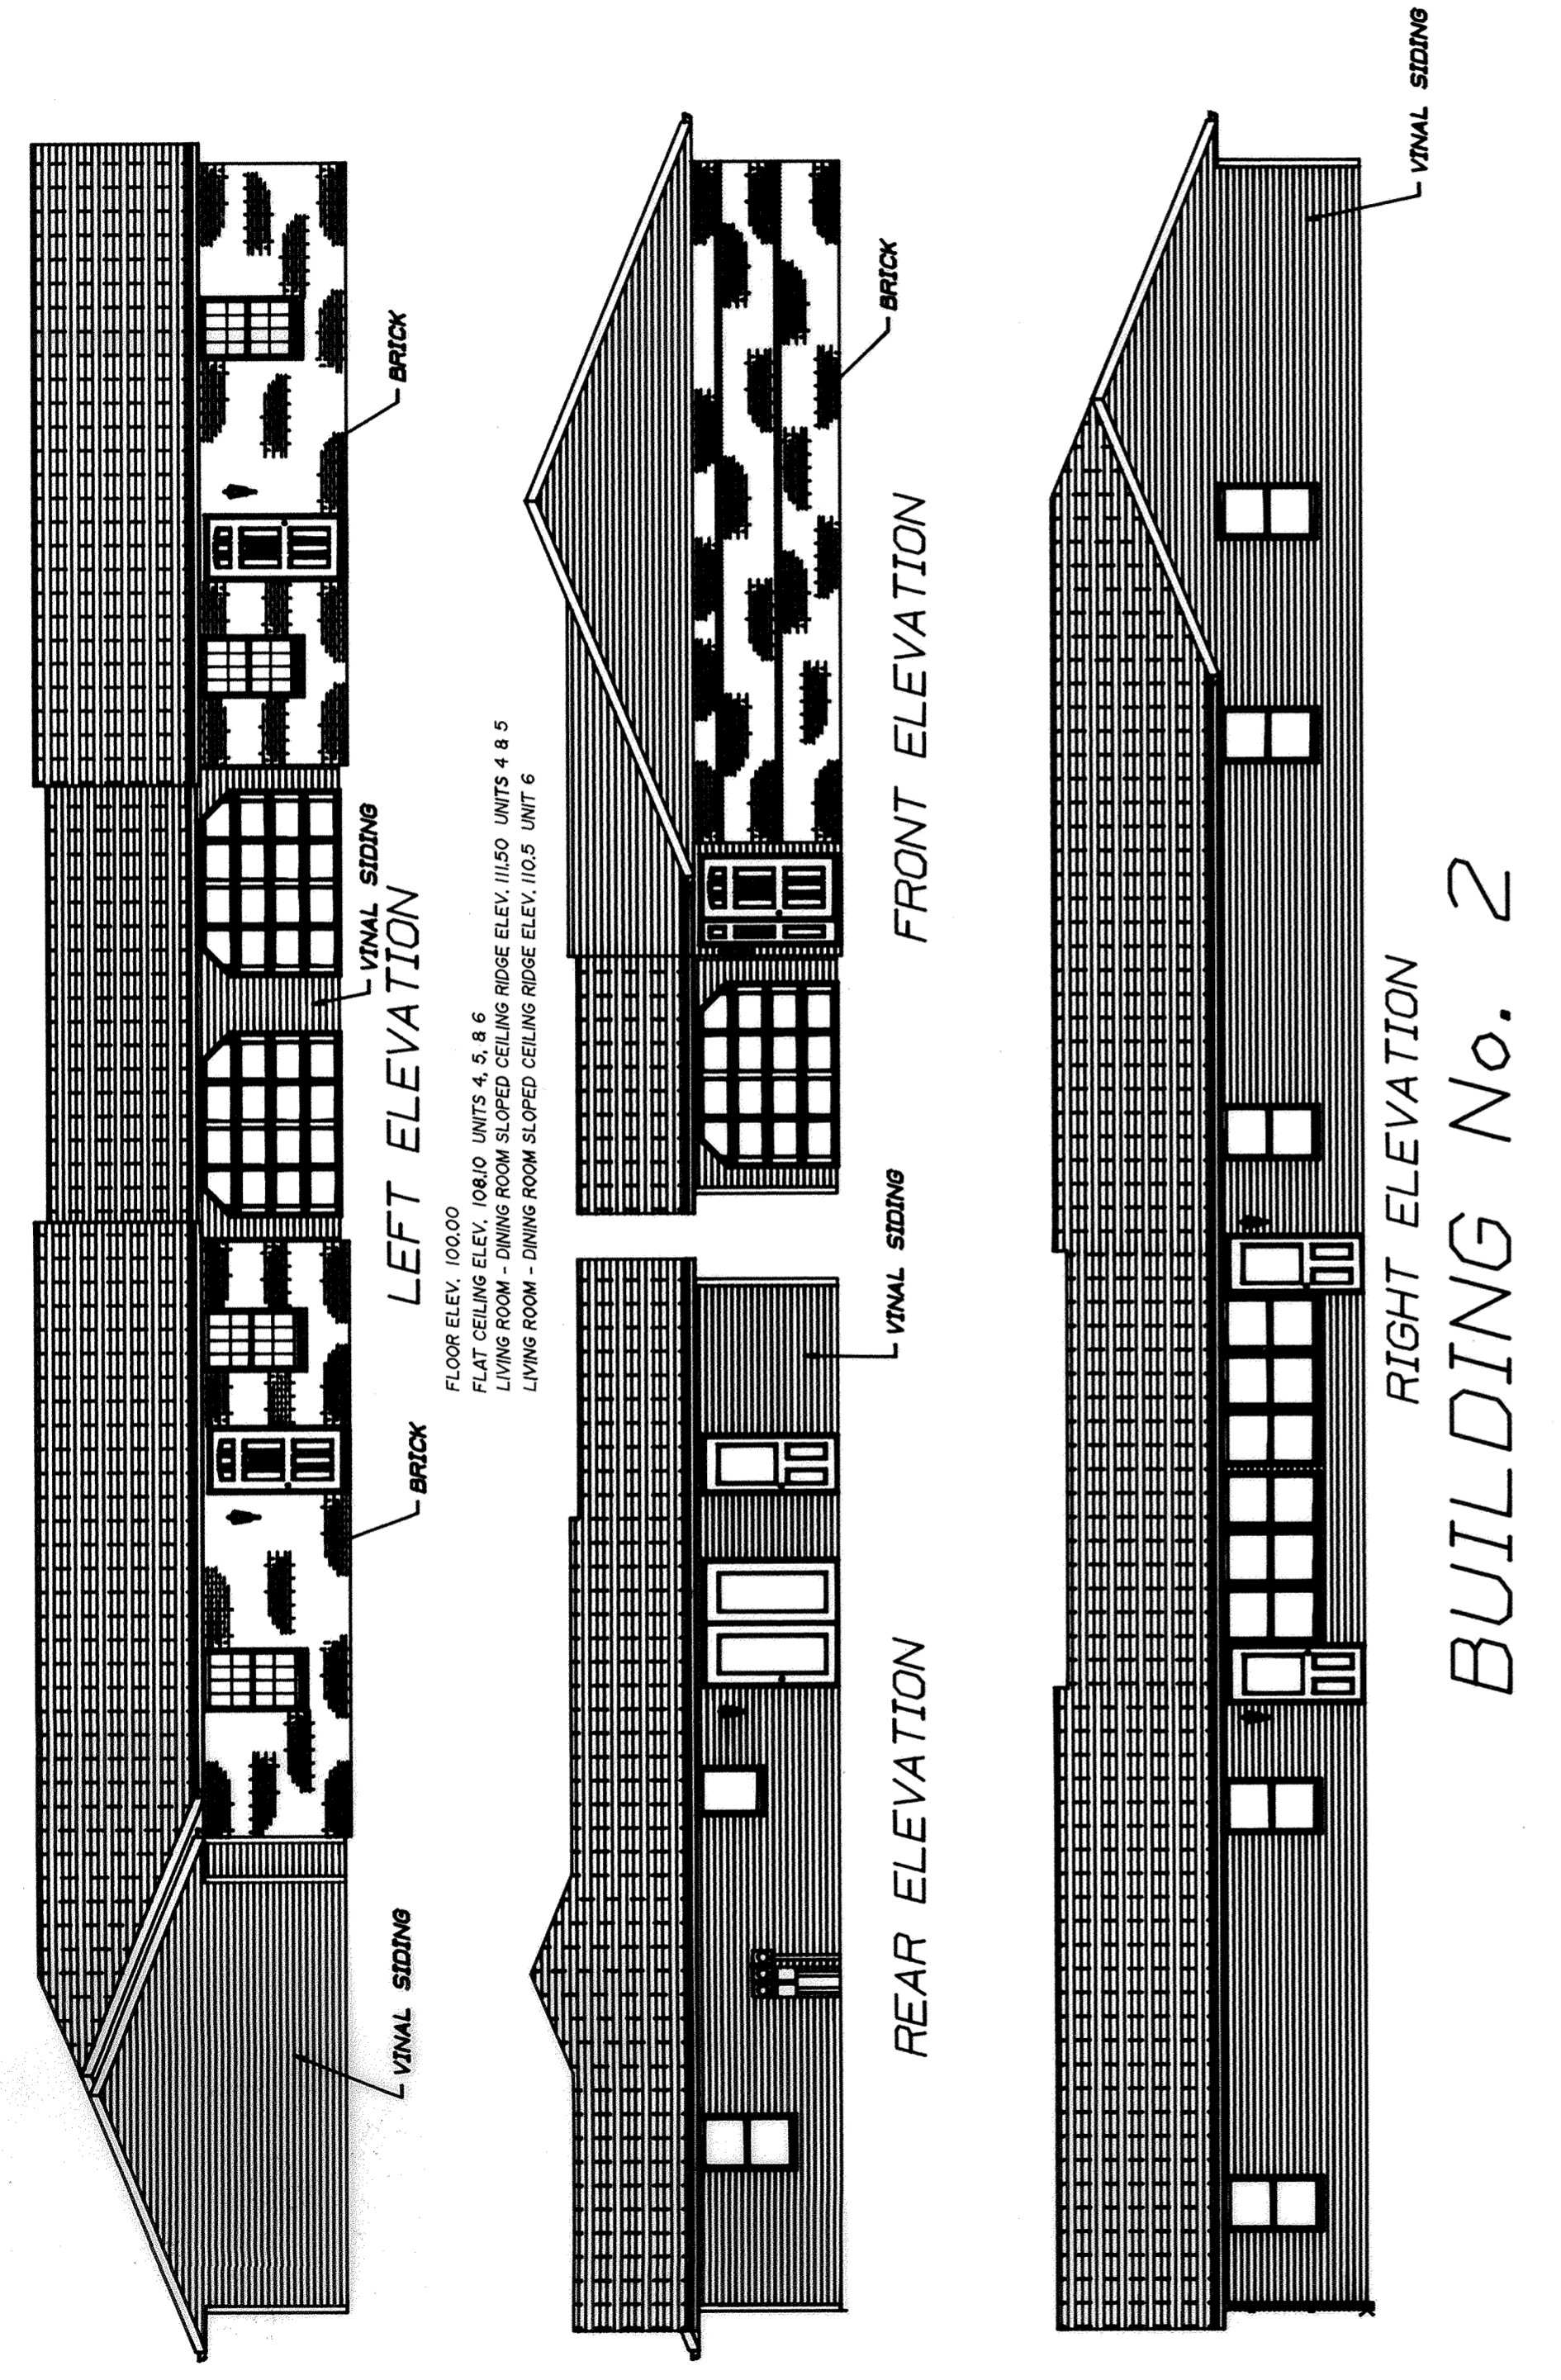 VINAL SIDING
BRICK
VINAL SIDING
BRICK
LEFT ELEVATION
FLOOR ELEV. 100.00
FLAT CEILING ELEV. 108.10 UNITS 4, 5, & 6
LIVING ROOM - DINING ROOM SLOPED CEILING RIDGE ELEV. 111.50 UNITS 4 & 5
LIVING ROOM - DINING ROOM SLOPED CEILING RIDGE ELEV. 110.5 UNIT 6
VINAL SIDING
BRICK
REAR ELEVATION
FRONT ELEVATION
VINAL SIDING
RIGHT ELEVATION
BUILDING No. 2